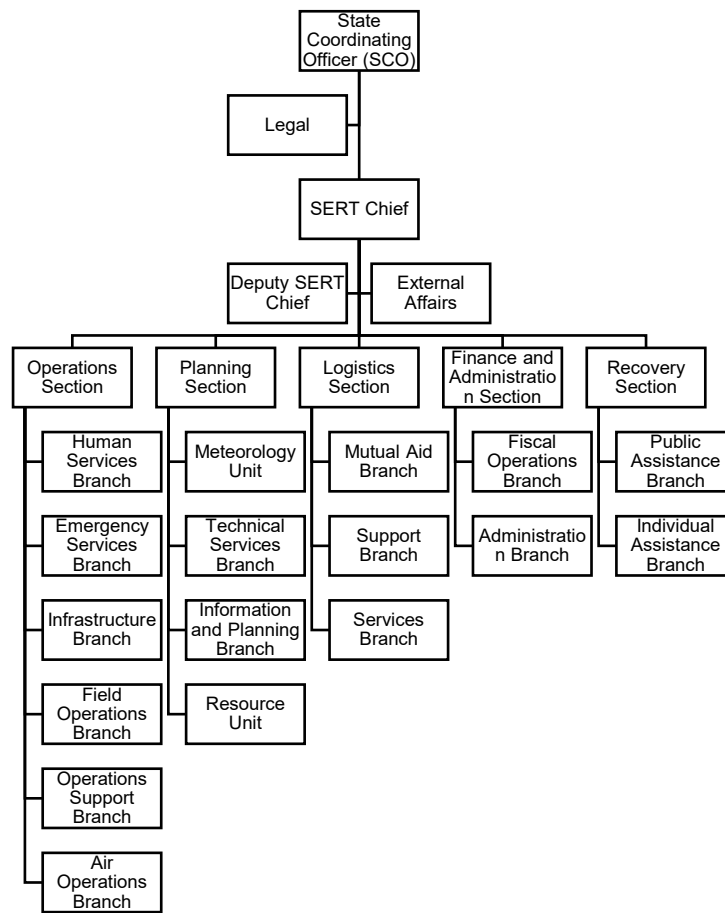 State
Coordinating
Officer (SCO)
Legal
SERT Chief
Deputy SERT
Chief
External
Affairs
Operations
Section
Planning
Section
Logistics
Section
Finance and
Administratio
n Section
Recovery
Section
Human
Services
Branch
Meteorology
Unit
Mutual Aid
Branch
Fiscal
Operations
Branch
Public
Assistance
Branch
Emergency
Services
Branch
Technical
Services
Branch
Support
Branch
Administratio
n Branch
Individual
Assistance
Branch
Infrastructure
Branch
Information
and Planning
Branch
Services
Branch
Field
Operations
Branch
Resource
Unit
Operations
Support
Branch
Air
Operations
Branch